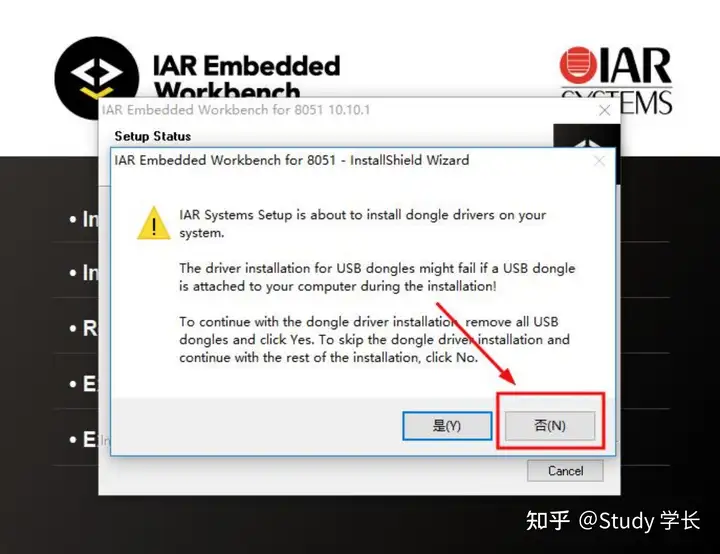 IAR Embedded
Workbench
IAR
SYSTEMS
IAR Embedded Workbench for 8051 10.10.1
Setup Status
IAR Embedded Workbench for 8051 - InstallShield Wizard
IAR Systems Setup is about to install dongle drivers on your
system.
The driver installation for USB dongles might fail if a USB dongle
is attached to your computer during the installation!
To continue with the dongle driver installation, remove all USB
dongles and click Yes. To skip the dongle driver installation and
continue with the rest of the installation, click No.
是(Y)
否(N)
Cancel
知乎 @Study 学长